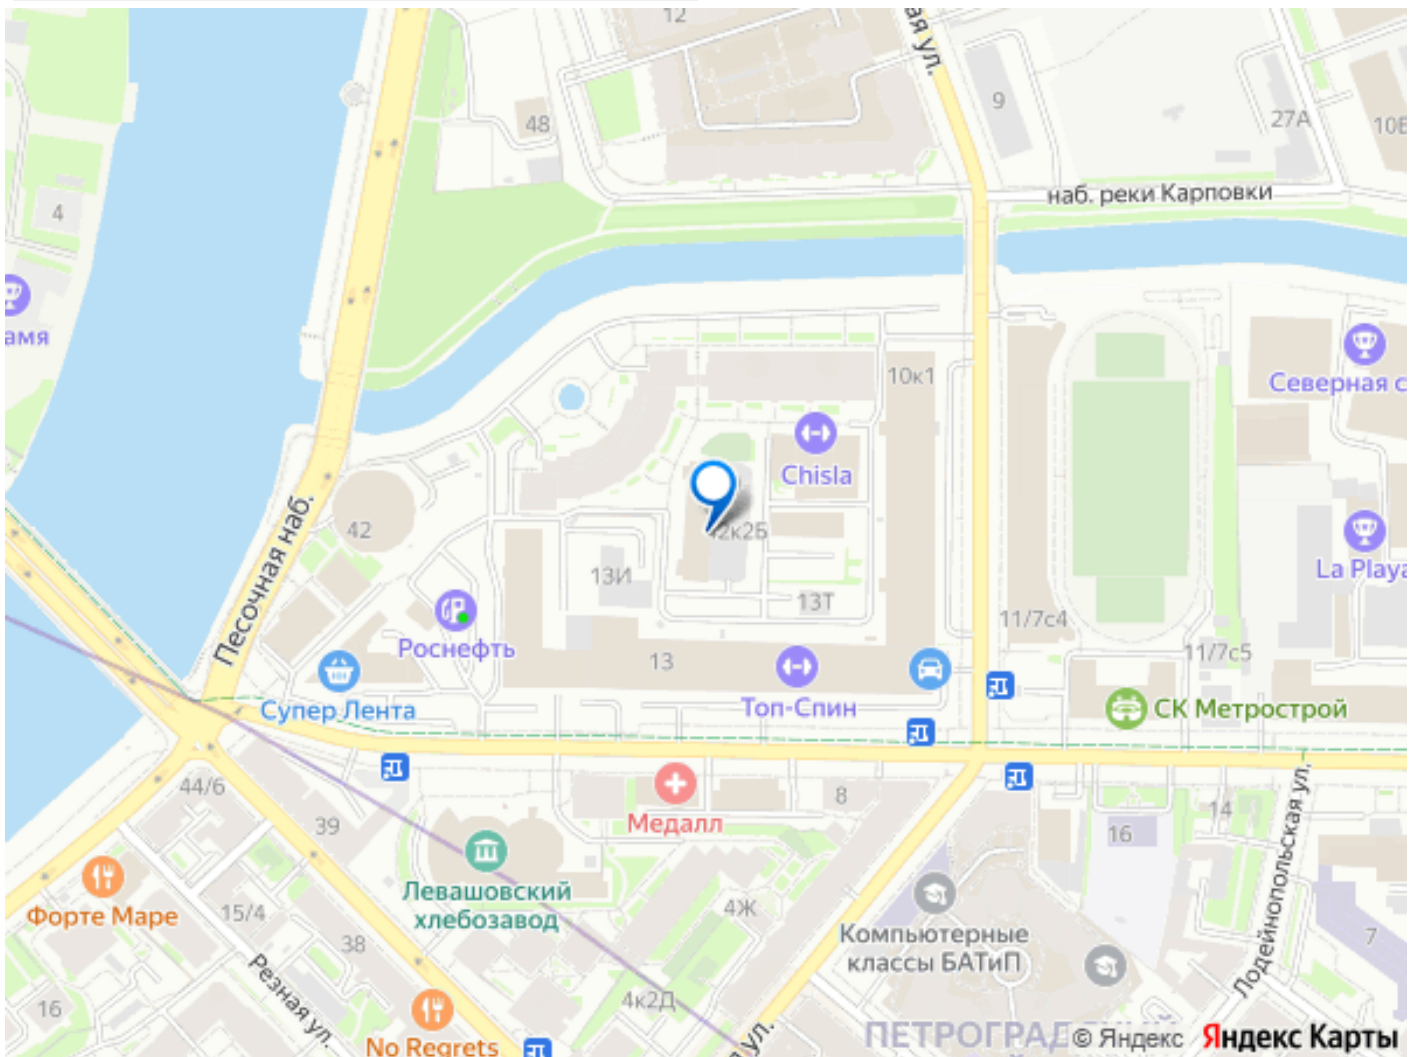 12
ая ул.
9
27А
48
наб. реки Карповки
4
амя
10к1
Северная с
Chisla
Песочная наб.
42
42к2Б
13И
13Т
La Playa
11/7с4
11/7с5
Роснефть
13
Супер Лента
Топ-Спин
СК Метрострой
44/6
39
Медалл
8
14
16
Лодейнопольская ул.
Левашовский
хлебозавод
Форте Маре
15/4
4Ж
38
Компьютерные
классы БАТиП
7
Резная ул.
16
4к2Д
No Regrets
я ул.
ПЕТРОГРАД
© Яндекс Яндекс Карты